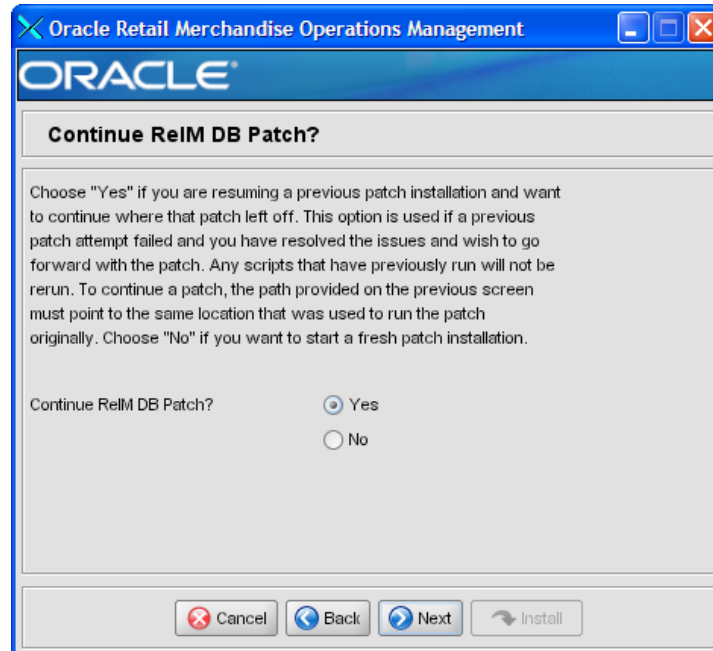 Oracle Retail Merchandise Operations Management
ORACLE®
Continue ReIM DB Patch?
Choose "Yes" if you are resuming a previous patch installation and want
to continue where that patch left off. This option is used if a previous
patch attempt failed and you have resolved the issues and wish to go
forward with the patch. Any scripts that have previously run will not be
rerun. To continue a patch, the path provided on the previous screen
must point to the same location that was used to run the patch
originally. Choose "No" if you want to start a fresh patch installation.
Continue ReIM DB Patch?
Yes
No
Cancel
Back
Next
Install